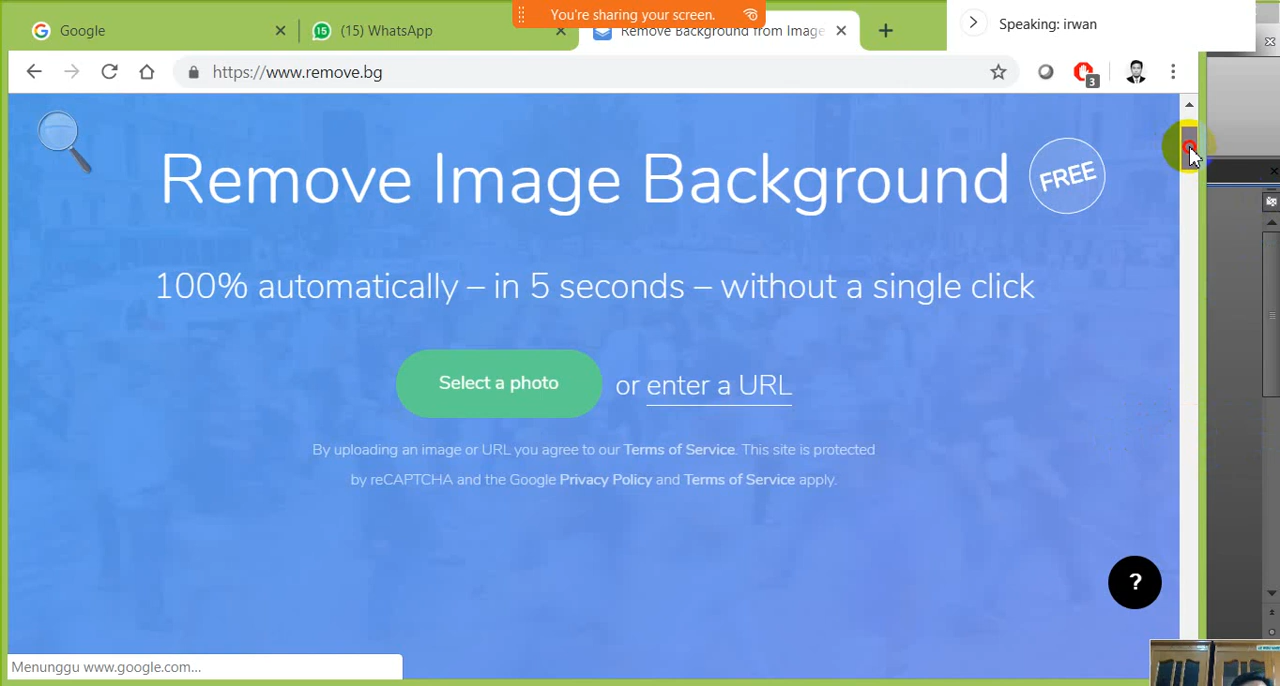 You're sharing your screen.
Speaking: irwan
Google
15
(15) WhatsApp
Remove Background from Image
https://www.remove.bg
3
Remove Image Background
FREE
100% automatically – in 5 seconds – without a single click
Select a photo or enter a URL
By uploading an image or URL you agree to our Terms of Service. This site is protected
by reCAPTCHA and the Google Privacy Policy and Terms of Service apply.
?
Menunggu www.google.com...